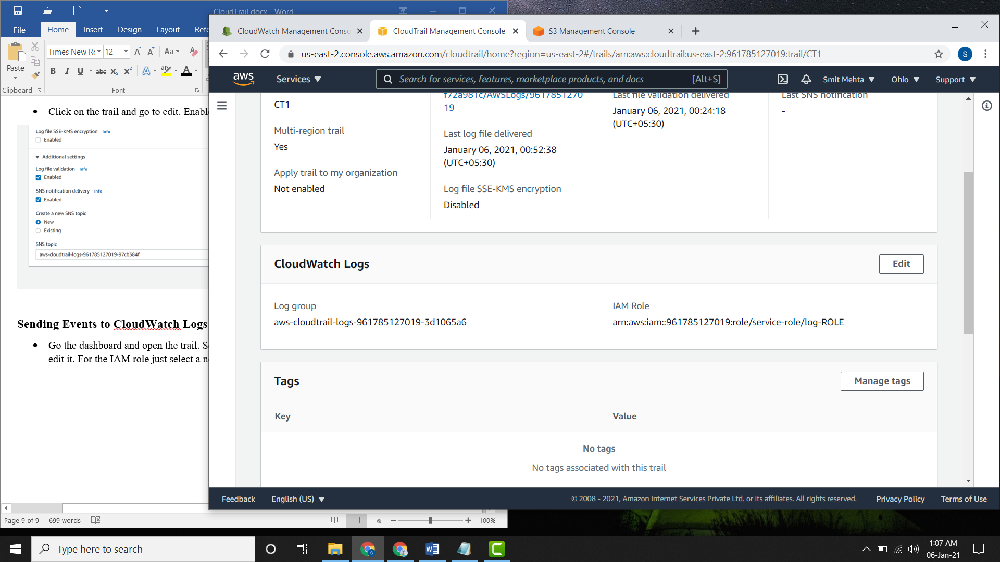 CloudTrail.docx - Word
File
Home
Insert
Design
Layout
Refe
Paste
Times New Ro
12
Aa
B I U abc X₂ X²
A
aby
A
Clipboard
Font
Click on the trail and go to edit. Enabl
Log file SSE-KMS encryption Info
Enabled
Additional settings
Log file validation Info
Enabled
SNS notification delivery Info
Enabled
Create a new SNS topic
New
Existing
SNS topic
aws-cloudtrail-logs-961785127019-97cb384f
Sending Events to CloudWatch Logs
Go the dashboard and open the trail. S
edit it. For the IAM role just select a n
Page 9 of 9
699 words
100%
CloudWatch Management Conso
CloudTrail Management Console
S3 Management Console
us-east-2.console.aws.amazon.com/cloudtrail/home?region=us-east-2#/trails/arn:aws:cloudtrail:us-east-2:961785127019:trail/CT1
S
aws
Services
Search for services, features, marketplace products, and docs
[Alt+S]
Smit Mehta
Ohio
Support
CT1
Multi-region trail
Yes
Apply trail to my organization
Not enabled
f72a981c/AWSLogs/9617851270
19
Last log file delivered
January 06, 2021, 00:52:38
(UTC+05:30)
Log file SSE-KMS encryption
Disabled
Last file validation delivered
January 06, 2021, 00:24:18
(UTC+05:30)
Last SNS notification
-
CloudWatch Logs
Edit
Log group
aws-cloudtrail-logs-961785127019-3d1065a6
IAM Role
arn:aws:iam::961785127019:role/service-role/log-ROLE
Tags
Manage tags
Key
Value
No tags
No tags associated with this trail
Feedback
English (US)
© 2008 - 2021, Amazon Internet Services Private Ltd. or its affiliates. All rights reserved.
Privacy Policy
Terms of Use
Type here to search
1:07 AM
06-Jan-21